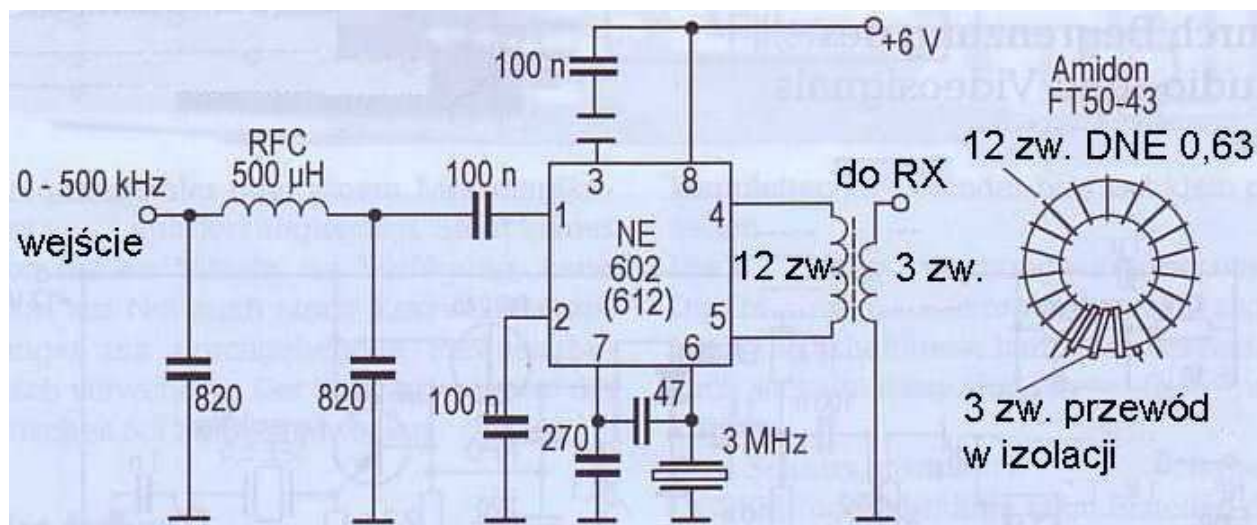 100 n
+6 V
Amidon
FT50-43
12 zw. DNE 0,63
RFC
500 µH
100 n
0 - 500 kHz
wejście
3
8
do RX
1
4
NE
602
(612)
12 zw.
3 zw.
2
5
7
6
820
820
100 n
270
47
3 MHz
3 zw. przewód
w izolacji